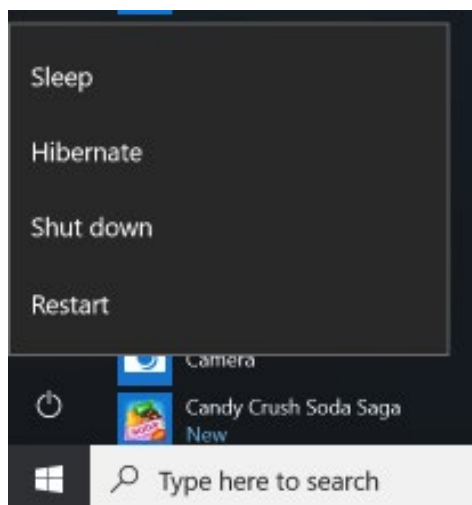 Sleep
Hibernate
Shut down
Restart
Camera
Candy Crush Soda Saga
New
Type here to search